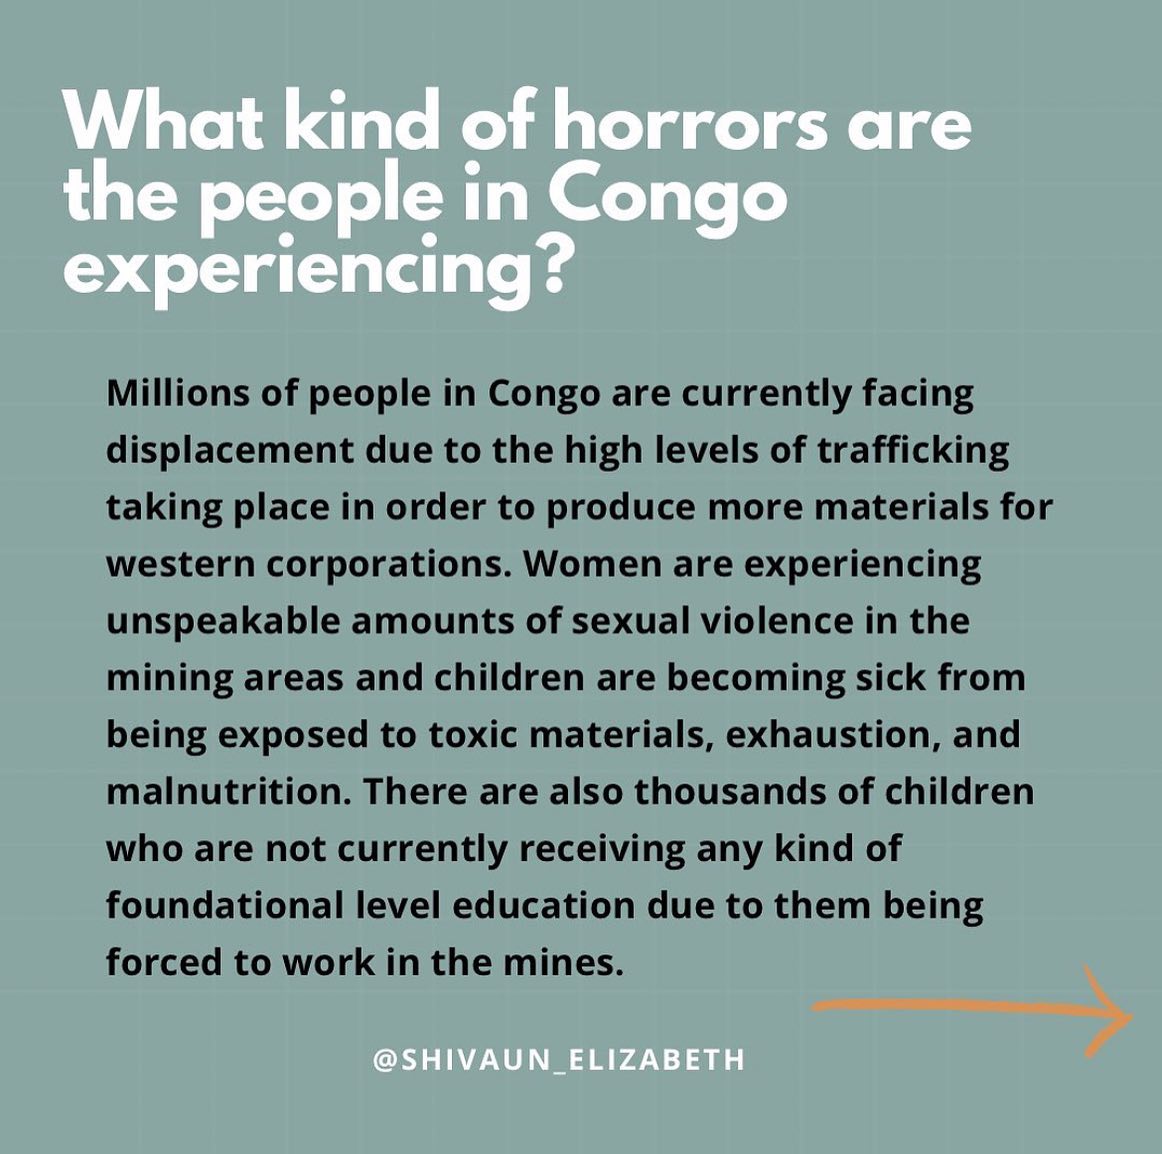 What kind of horrors are
the people in Congo
experiencing?
Millions of people in Congo are currently facing
displacement due to the high levels of trafficking
taking place in order to produce more materials for
western corporations. Women are experiencing
unspeakable amounts of sexual violence in the
mining areas and children are becoming sick from
being exposed to toxic materials, exhaustion, and
malnutrition. There are also thousands of children
who are not currently receiving any kind of
foundational level education due to them being
forced to work in the mines.
@SHIVAUN_ELIZABETH